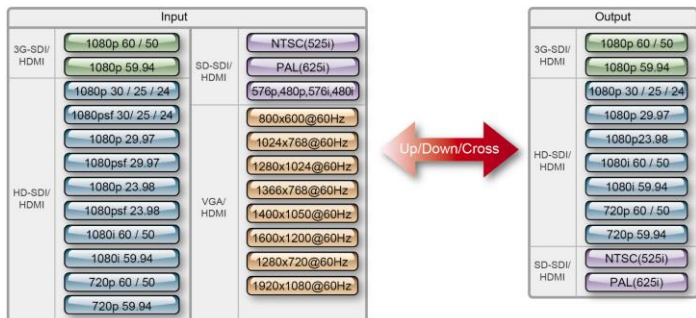 Input
3G-SDI/
HDMI
1080p 60 / 50
1080p 59.94
HD-SDI/
HDMI
1080p 30 / 25 / 24
1080psf 30/ 25 / 24
1080p 29.97
1080psf 29.97
1080p 23.98
1080psf 23.98
1080i 60 / 50
1080i 59.94
720p 60 / 50
720p 59.94
SD-SDI/
HDMI
NTSC(525i)
PAL(625i)
576p,480p,576i,480i
VGA/
HDMI
800x600@60Hz
1024x768@60Hz
1280x1024@60Hz
1366x768@60Hz
1400x1050@60Hz
1600x1200@60Hz
1280x720@60Hz
1920x1080@60Hz
Up/Down/Cross
Output
3G-SDI/
HDMI
1080p 60 / 50
1080p 59.94
HD-SDI/
HDMI
1080p 30 / 25 / 24
1080p 29.97
1080p23.98
1080i 60 / 50
1080i 59.94
720p 60 / 50
720p 59.94
SD-SDI/
HDMI
NTSC(525i)
PAL(625i)